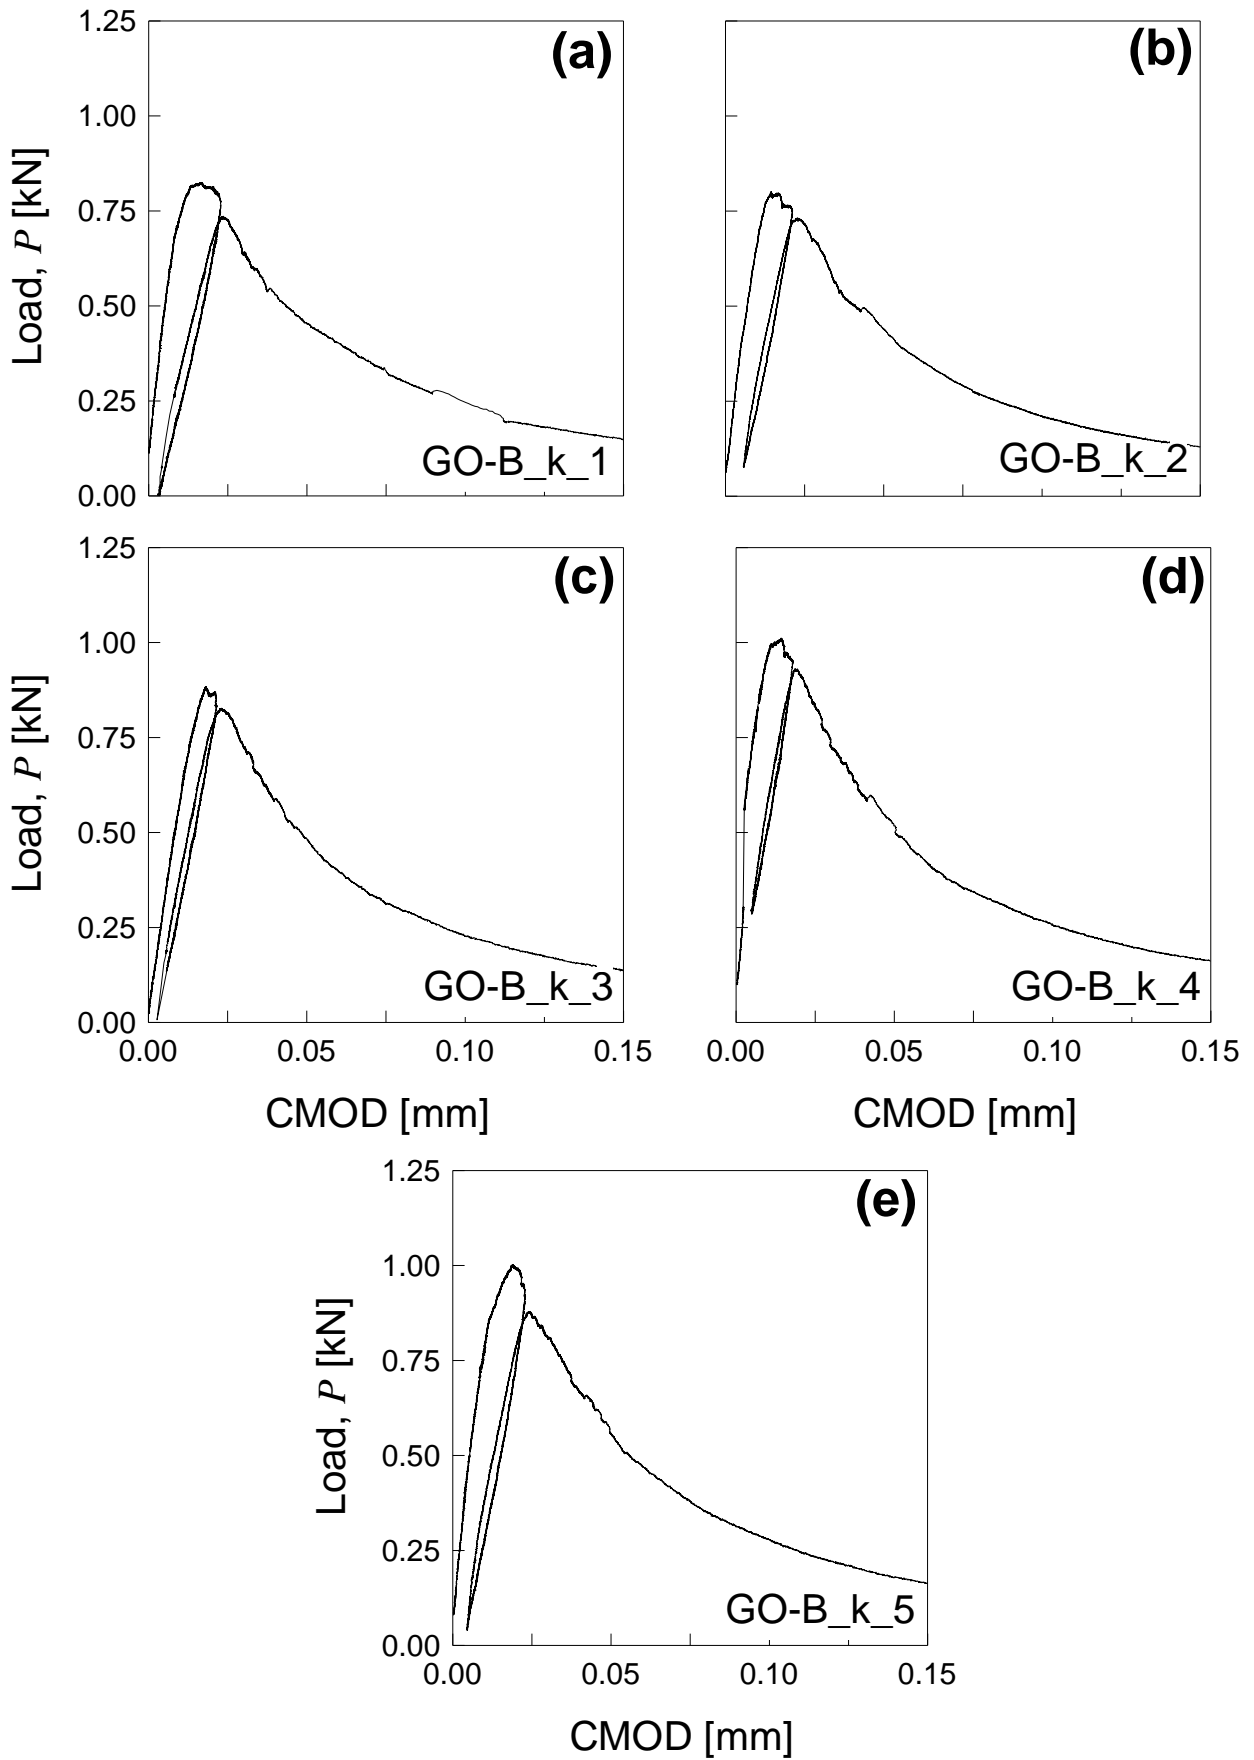 1.25
(a)
(b)
1.00
0.75
0.50
0.25
0.00
Load, P [kN]
GO-B_k_1
GO-B_k_2
1.25
(c)
(d)
1.00
0.75
0.50
0.25
0.00
Load, P [kN]
GO-B_k_3
GO-B_k_4
0.00 0.05 0.10 0.15
0.00 0.05 0.10 0.15
CMOD [mm]
CMOD [mm]
1.25
(e)
1.00
0.75
0.50
0.25
0.00
Load, P [kN]
GO-B_k_5
0.00 0.05 0.10 0.15
CMOD [mm]